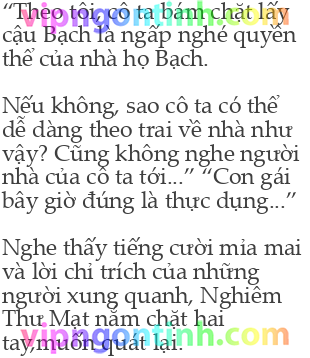 “Theo tôi, cô ta bám chặt lấy
cậu Bạch là ngấp nghé quyền
thế của nhà họ Bạch.
Nếu không, sao cô ta có thể
dễ dàng theo trai về nhà như
vậy? Cũng không nghe người
nhà của cô ta tới...” “Con gái
bây giờ đúng là thực dụng...”
Nghe thấy tiếng cười mỉa mai
và lời chỉ trích của những
người xung quanh, Nghiêm
Thư Mạt nắm chặt hai
tay,muốn quát lại.
vipngontinh.com
vipngontinh.com